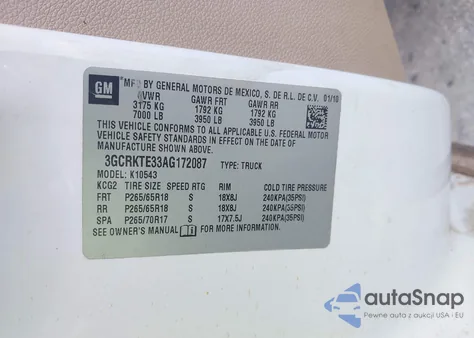 GM
MFD BY GENERAL MOTORS DE MEXICO, S. DE R.L. DE C.V. 01/10
GVWR GAWR FRT GAWR RR
3175 KG 1792 KG 1792 KG
7000 LB 3950 LB 3950 LB
THIS VEHICLE CONFORMS TO ALL APPLICABLE U.S. FEDERAL MOTOR
VEHICLE SAFETY STANDARDS IN EFFECT ON THE DATE OF
MANUFACTURE SHOWN ABOVE.
3GCRKTE33AG172087 TYPE: TRUCK
MODEL: K10543
KCG2 TIRE SIZE SPEED RTG RIM COLD TIRE PRESSURE
FRT P265/65R18 S 18X8J 240KPA(35PSI)
RR P265/65R18 S 18X8J 240KPA(35PSI)
SPA P265/70R17 S 17X7.5J 240KPA(35PSI)
SEE OWNER'S MANUAL FOR MORE INFORMATION
autoSnap
Pewne auta z aukcji USA - EU